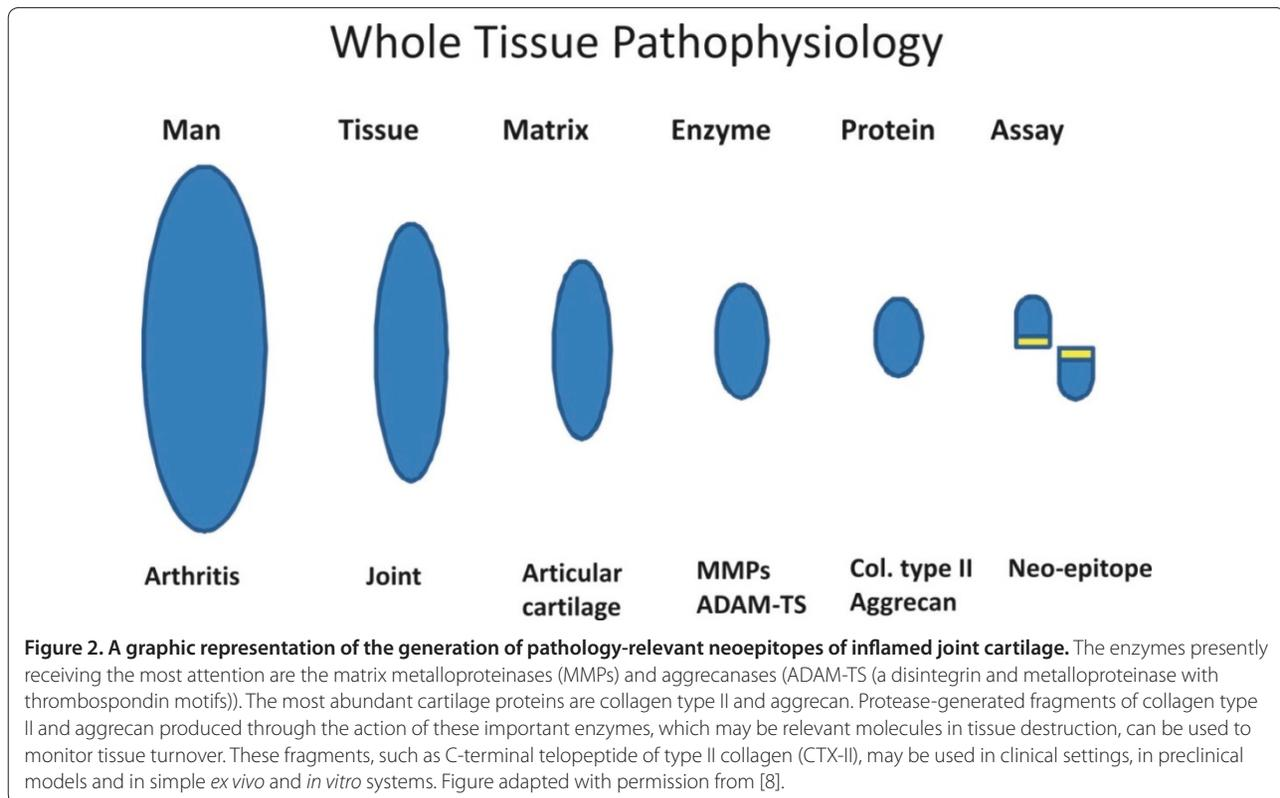 Whole Tissue Pathophysiology
Man Tissue Matrix Enzyme Protein Assay
Arthritis Joint Articular cartilage MMPs ADAM-TS Col. type II Aggrecan Neo-epitope
Figure 2. A graphic representation of the generation of pathology-relevant neoepitopes of inflamed joint cartilage. The enzymes presently
receiving the most attention are the matrix metalloproteinases (MMPs) and aggrecanases (ADAM-TS (a disintegrin and metalloproteinase with
thrombospondin motifs)). The most abundant cartilage proteins are collagen type II and aggrecan. Protease-generated fragments of collagen type
II and aggrecan produced through the action of these important enzymes, which may be relevant molecules in tissue destruction, can be used to
monitor tissue turnover. These fragments, such as C-terminal telopeptide of type II collagen (CTX-II), may be used in clinical settings, in preclinical
models and in simple ex vivo and in vitro systems. Figure adapted with permission from [8].